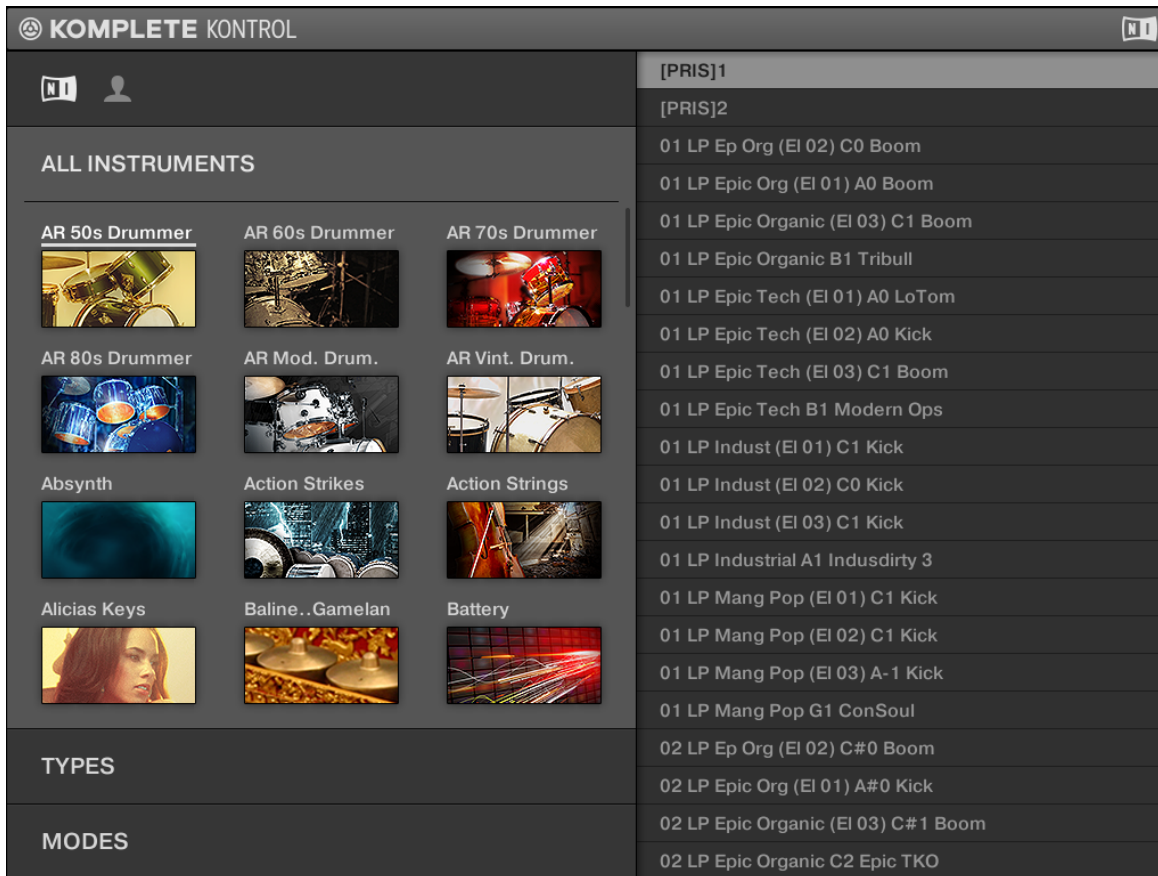 KOMPLETE KONTROL
NI
NI
ALL INSTRUMENTS
AR 50s Drummer
AR 60s Drummer
AR 70s Drummer
AR 80s Drummer
AR Mod. Drum.
AR Vint. Drum.
Absynth
Action Strikes
Action Strings
Alicias Keys
Baline..Gamelan
Battery
TYPES
MODES
[PRIS]1
[PRIS]2
01 LP Ep Org (El 02) C0 Boom
01 LP Epic Org (El 01) A0 Boom
01 LP Epic Organic (El 03) C1 Boom
01 LP Epic Organic B1 Tribull
01 LP Epic Tech (El 01) A0 LoTom
01 LP Epic Tech (El 02) A0 Kick
01 LP Epic Tech (El 03) C1 Boom
01 LP Epic Tech B1 Modern Ops
01 LP Indust (El 01) C1 Kick
01 LP Indust (El 02) C0 Kick
01 LP Indust (El 03) C1 Kick
01 LP Industrial A1 Indusdirty 3
01 LP Mang Pop (El 01) C1 Kick
01 LP Mang Pop (El 02) C1 Kick
01 LP Mang Pop (El 03) A-1 Kick
01 LP Mang Pop G1 ConSoul
02 LP Ep Org (El 02) C#0 Boom
02 LP Epic Org (El 01) A#0 Kick
02 LP Epic Organic (El 03) C#1 Boom
02 LP Epic Organic C2 Epic TKO